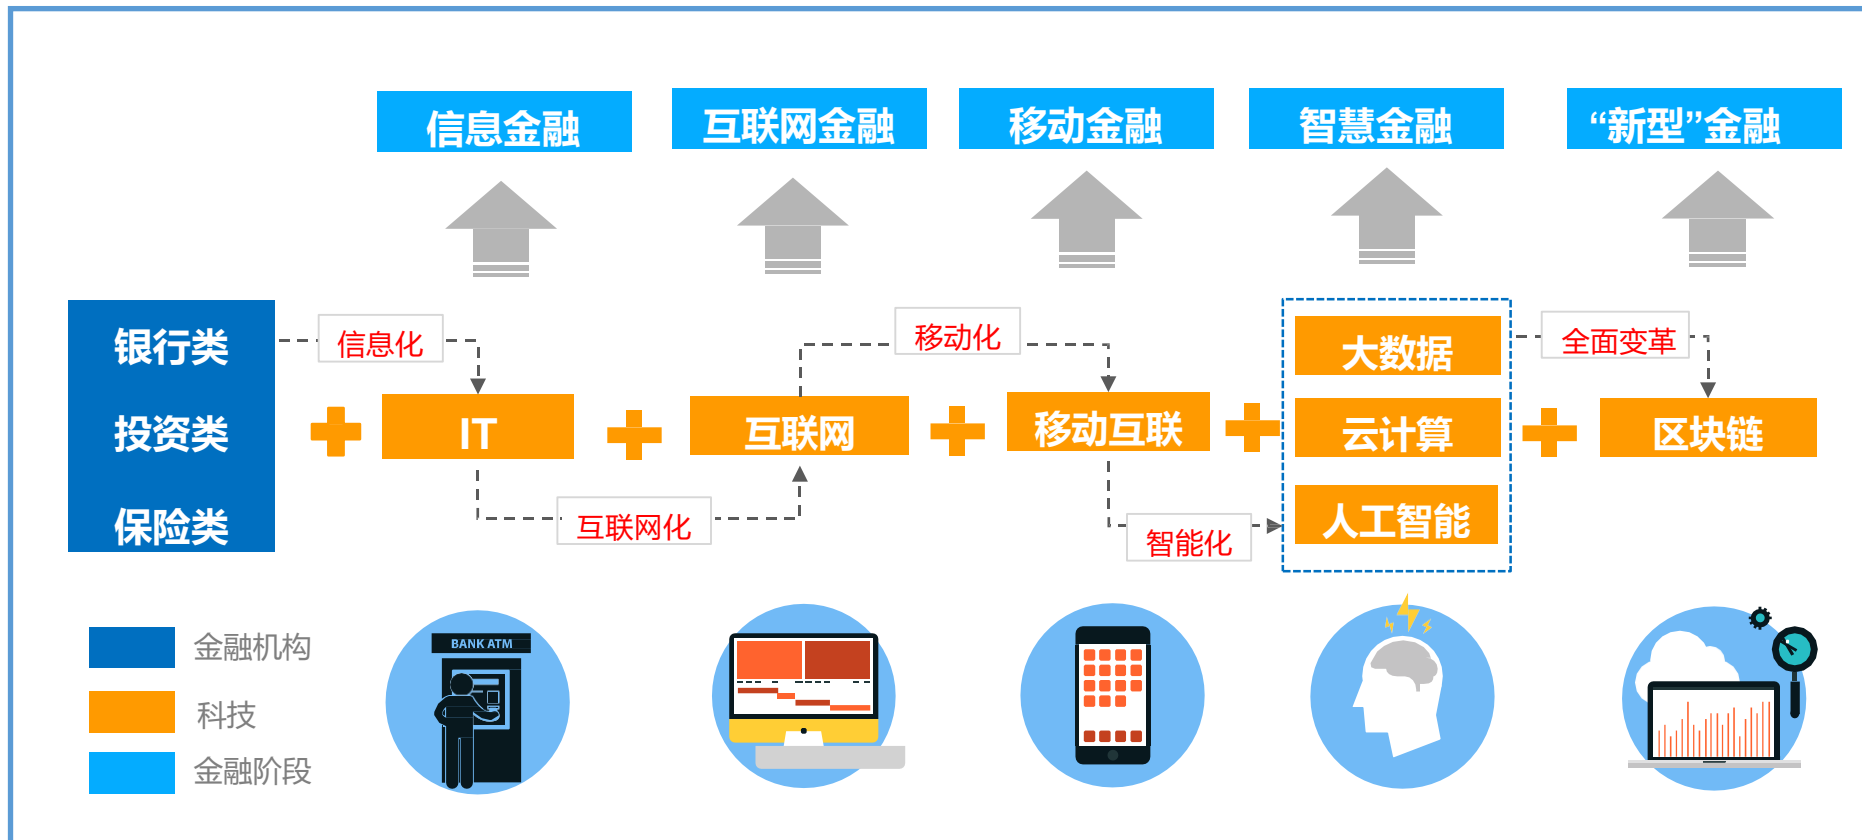 信息金融
互联网金融
移动金融
智慧金融
“新型”金融
银行类
投资类
保险类
信息化
IT
互联网化
互联网
移动化
移动互联
智能化
大数据
云计算
人工智能
全面变革
区块链
金融机构
科技
金融阶段
BANK ATM